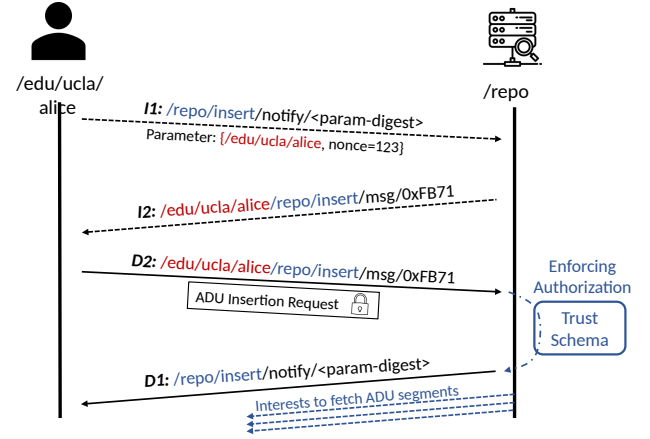 /edu/ucla/
alice
/repo
I1: /repo/insert/notify/<param-digest>
Parameter: {/edu/ucla/alice, nonce=123}
I2: /edu/ucla/alice/repo/insert/msg/0xFB71
D2: /edu/ucla/alice/repo/insert/msg/0xFB71
ADU Insertion Request
Enforcing
Authorization
Trust
Schema
D1: /repo/insert/notify/<param-digest>
Interests to fetch ADU segments